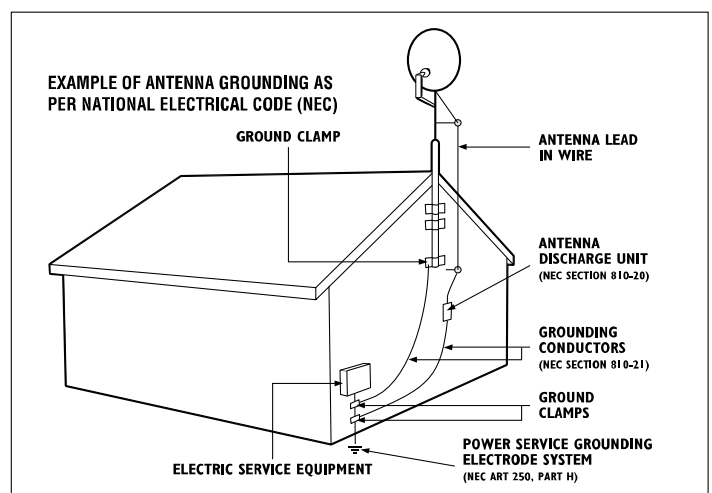 EXAMPLE OF ANTENNA GROUNDING AS
PER NATIONAL ELECTRICAL CODE (NEC)
GROUND CLAMP
ANTENNA LEAD
IN WIRE
ANTENNA
DISCHARGE UNIT
(NEC SECTION 810-20)
GROUNDING
CONDUCTORS
(NEC SECTION 810-21)
GROUND
CLAMPS
POWER SERVICE GROUNDING
ELECTRODE SYSTEM
(NEC ART 250, PART H)
ELECTRIC SERVICE EQUIPMENT